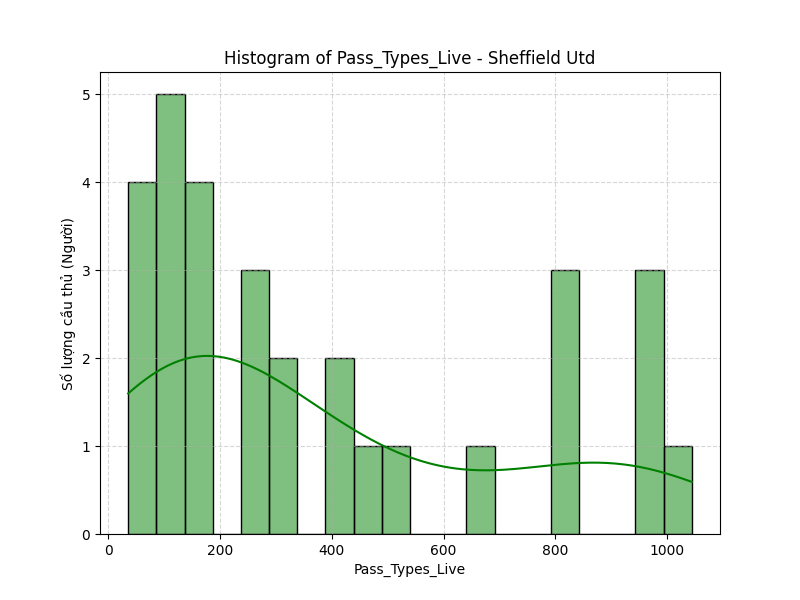 Histogram of Pass_Types_Live - Sheffield Utd
Số lượng cầu thủ (Người)
5
4
3
2
1
0
0 200 400 600 800 1000
Pass_Types_Live